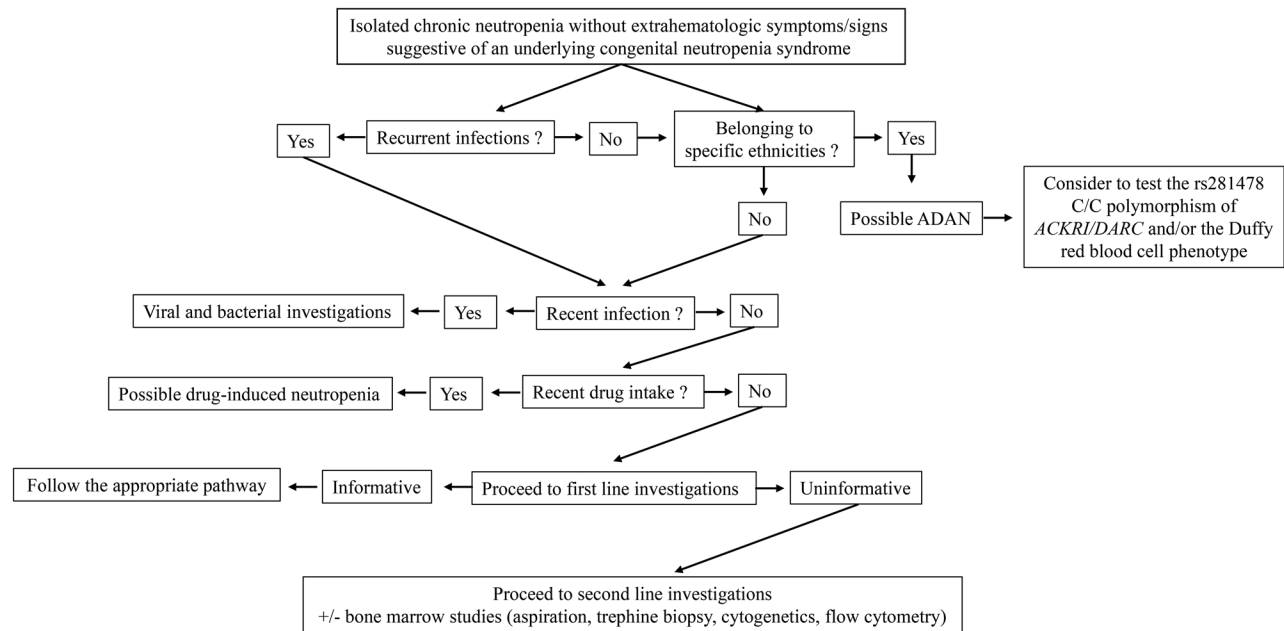 Isolated chronic neutropenia without extrahematologic symptoms/signs
suggestive of an underlying congenital neutropenia syndrome
Yes
Recurrent infections ?
No
Belonging to
specific ethnicities ?
Yes
No
Possible ADAN
Consider to test the rs281478
C/C polymorphism of
ACKRI/DARC and/or the Duffy
red blood cell phenotype
Viral and bacterial investigations
Yes
Recent infection ?
No
Possible drug-induced neutropenia
Yes
Recent drug intake ?
No
Follow the appropriate pathway
Informative
Proceed to first line investigations
Uninformative
Proceed to second line investigations
+/- bone marrow studies (aspiration, trephine biopsy, cytogenetics, flow cytometry)